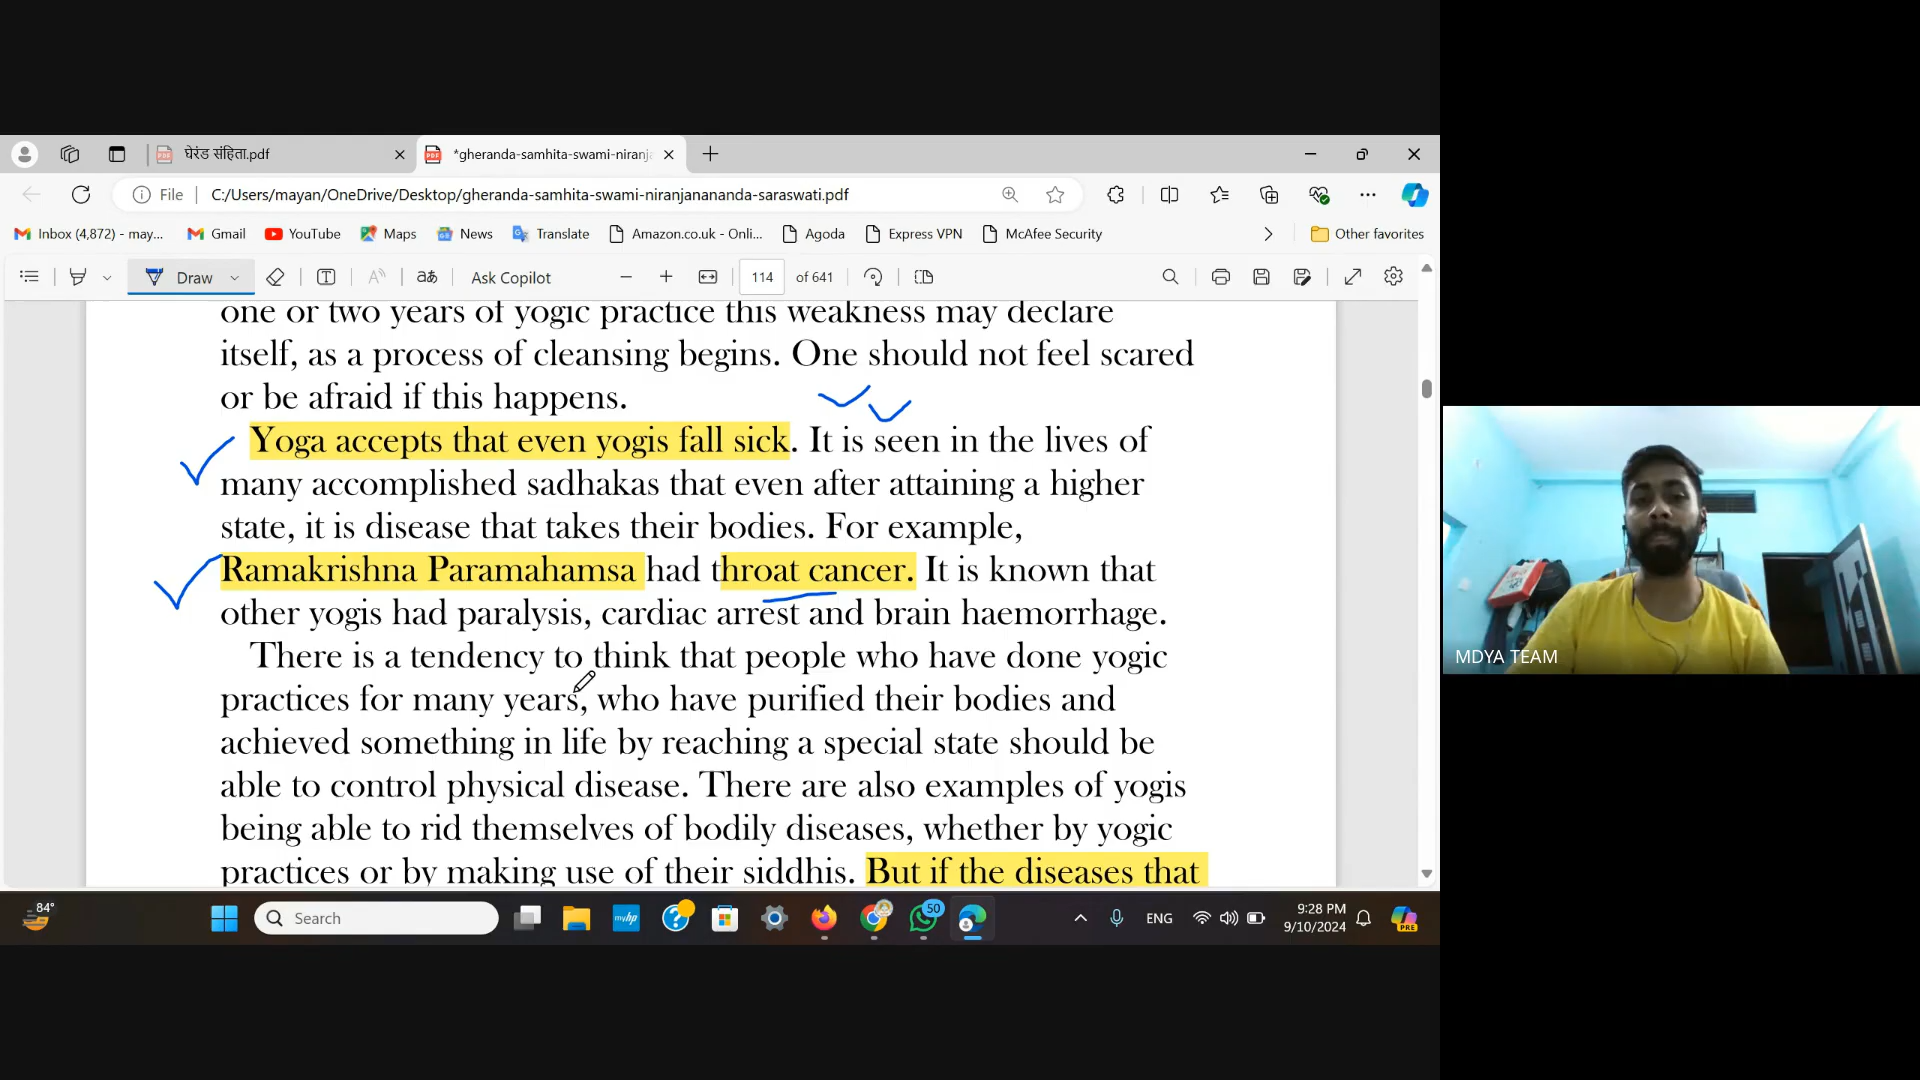 घेरंड संहिता.pdf
*gheranda-samhita-swami-niranj
File C:/Users/mayan/OneDrive/Desktop/gheranda-samhita-swami-niranjanananda-saraswati.pdf
Inbox (4,872) - may... Gmail YouTube Maps News Translate Amazon.co.uk - Onli... Agoda Express VPN McAfee Security Other favorites
Draw aあ Ask Copilot 114 of 641
one or two years of yogic practice this weakness may declare
itself, as a process of cleansing begins. One should not feel scared
or be afraid if this happens.
Yoga accepts that even yogis fall sick. It is seen in the lives of
many accomplished sadhakas that even after attaining a higher
state, it is disease that takes their bodies. For example,
Ramakrishna Paramahamsa had throat cancer. It is known that
other yogis had paralysis, cardiac arrest and brain haemorrhage.
There is a tendency to think that people who have done yogic
practices for many years, who have purified their bodies and
achieved something in life by reaching a special state should be
able to control physical disease. There are also examples of yogis
being able to rid themselves of bodily diseases, whether by yogic
practices or by making use of their siddhis. But if the diseases that
MDYA TEAM
84°
Search
myhp
50
ENG
9:28 PM
9/10/2024
PRE